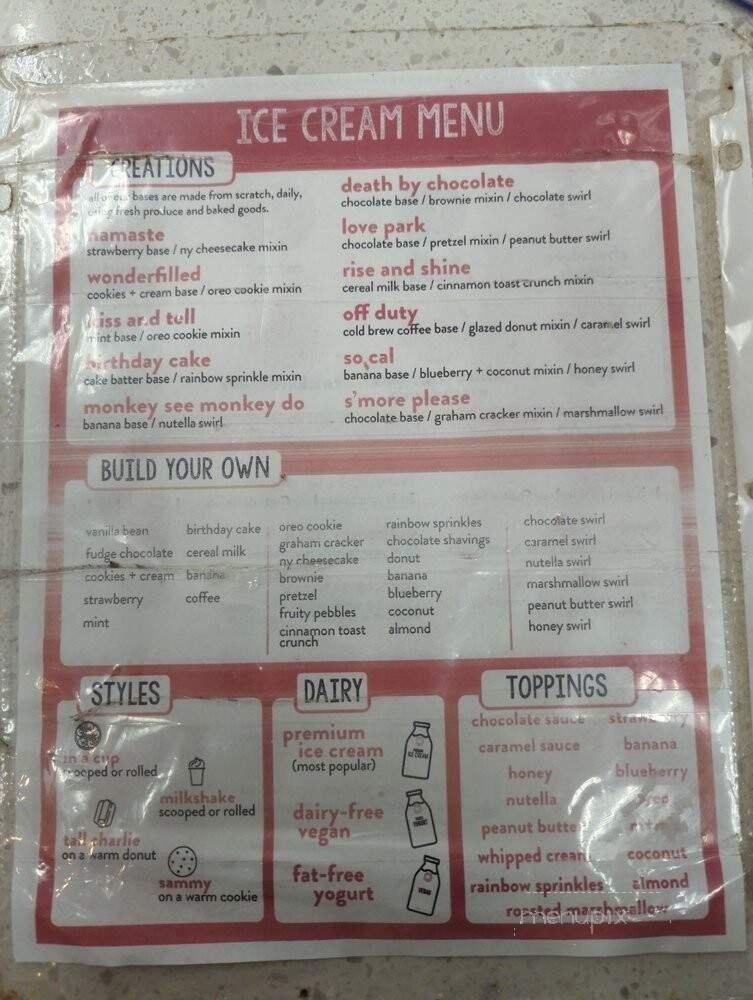 ICE CREAM MENU
CREATIONS
all of our bases are made from scratch, daily,
using fresh produce and baked goods.
namaste
strawberry base / ny cheesecake mixin
wonderfilled
cookies + cream base / oreo cookie mixin
kiss and tell
mint base / oreo cookie mixin
birthday cake
cake batter base / rainbow sprinkle mixin
monkey see monkey do
banana base / nutella swirl
death by chocolate
chocolate base / brownie mixin / chocolate swirl
love park
chocolate base / pretzel mixin / peanut butter swirl
rise and shine
cereal milk base / cinnamon toast crunch mixin
off duty
cold brew coffee base / glazed donut mixin / caramel swirl
so cal
banana base / blueberry + coconut mixin / honey swirl
s'more please
chocolate base / graham cracker mixin / marshmallow swirl
BUILD YOUR OWN
vanilla bean
fudge chocolate
cookies + cream
strawberry
mint
birthday cake
cereal milk
banana
coffee
oreo cookie
graham cracker
ny cheesecake
brownie
pretzel
fruity pebbles
cinnamon toast
crunch
rainbow sprinkles
chocolate shavings
donut
banana
blueberry
coconut
almond
chocolate swirl
caramel swirl
nutella swirl
marshmallow swirl
peanut butter swirl
honey swirl
STYLES
in a cup
scooped or rolled
milkshake
scooped or rolled
tall charlie
on a warm donut
sammy
on a warm cookie
DAIRY
premium
ice cream
(most popular)
dairy-free
vegan
fat-free
yogurt
ICE CREAM
YOGURT
VEGAN
TOPPINGS
chocolate sauce
caramel sauce
honey
nutella
peanut butter
whipped cream
rainbow sprinkles
strawberry
banana
blueberry
oreo
coconut
almond
roasted marshmallow
menupix